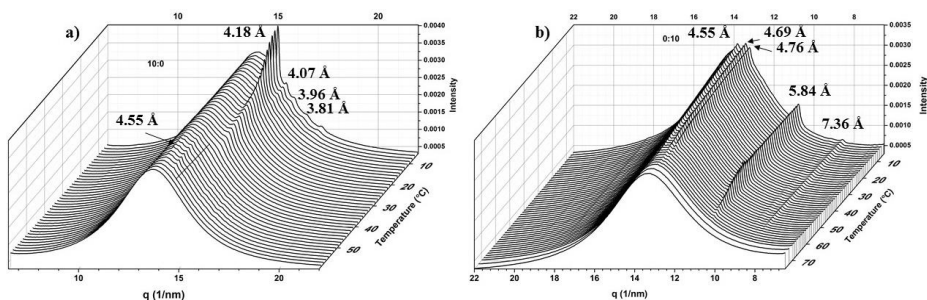 a)
10 15 20
10:0
4.18 Å
4.07 Å
3.96 Å
3.81 Å
4.55 Å
0.0040
0.0035
0.0030
0.0025
0.0020
0.0015
0.0010
0.0005
Intensity
10
20
30
40
50
Temperature (°C)
10 15 20
q (1/nm)
b)
22 20 18 16 14 12 10 8
0:10
4.55 Å
4.69 Å
4.76 Å
5.84 Å
7.36 Å
0.0035
0.0030
0.0025
0.0020
0.0015
0.0010
0.0005
Intensity
10
20
30
40
50
60
70
Temperature (°C)
22 20 18 16 14 12 10 8
q (1/nm)